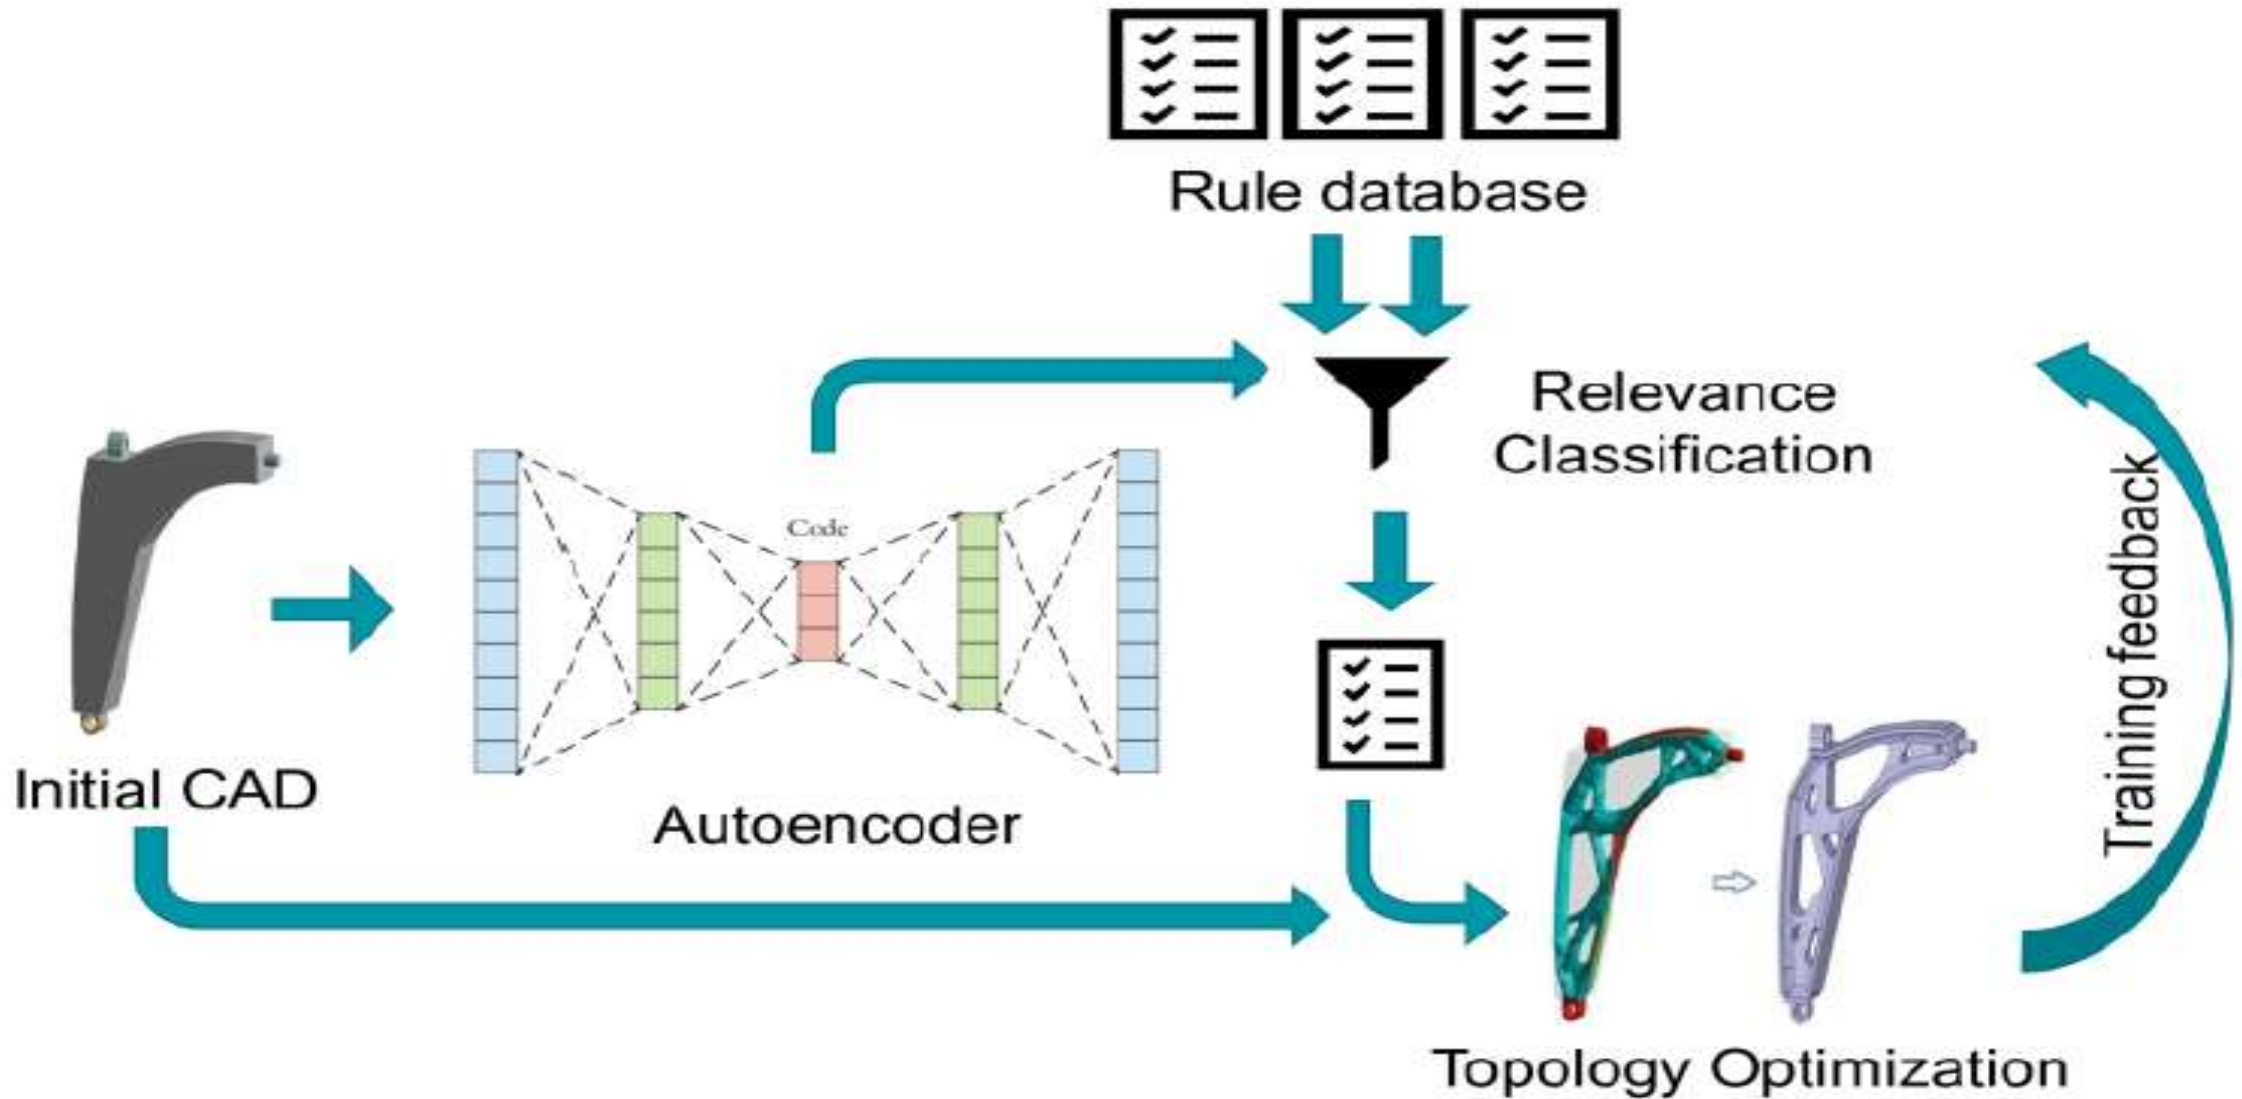 Rule database
Relevance
Classification
Code
Training feedback
Initial CAD
Autoencoder
Topology Optimization